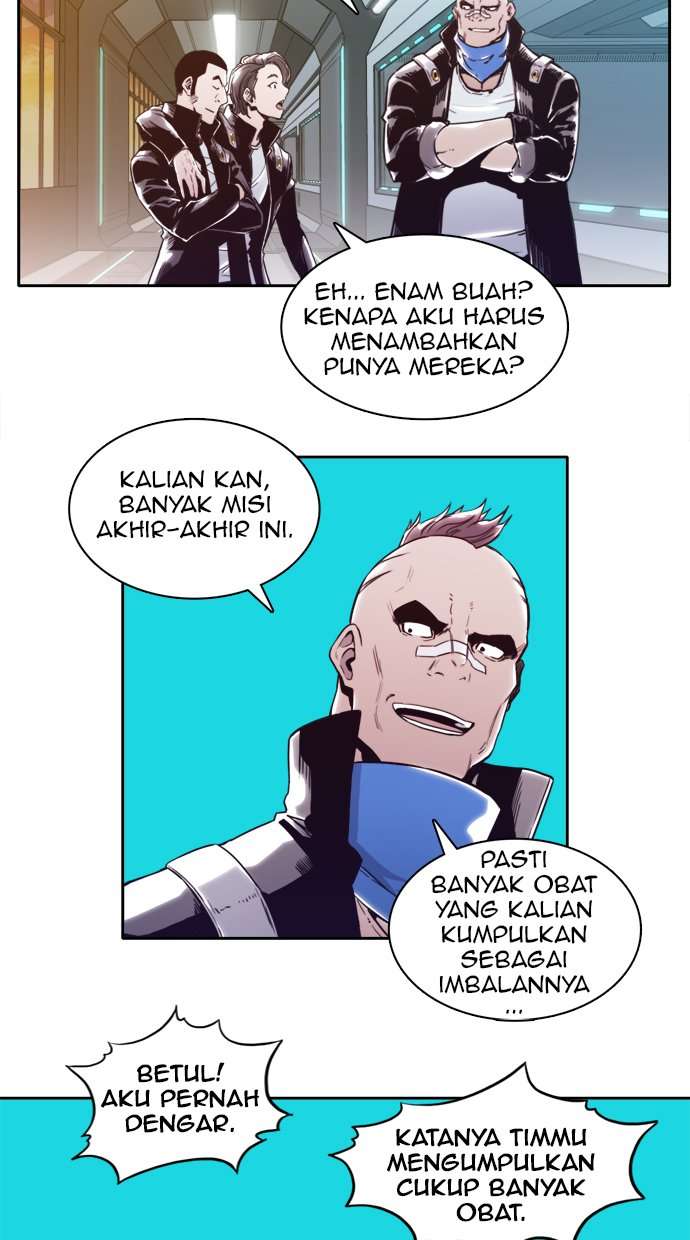 EH... ENAM BUAH?
KENAPA AKU HARUS
MENAMBAHKAN
PUNYA MEREKA?
KALIAN KAN,
BANYAK MISI
AKHIR-AKHIR INI.
PASTI
BANYAK OBAT
YANG KALIAN
KUMPULKAN
SEBAGAI
IMBALANNYA
...
BETUL!
AKU PERNAH
DENGAR.
KATANYA TIMMU
MENGUMPULKAN
CUKUP BANYAK
OBAT.